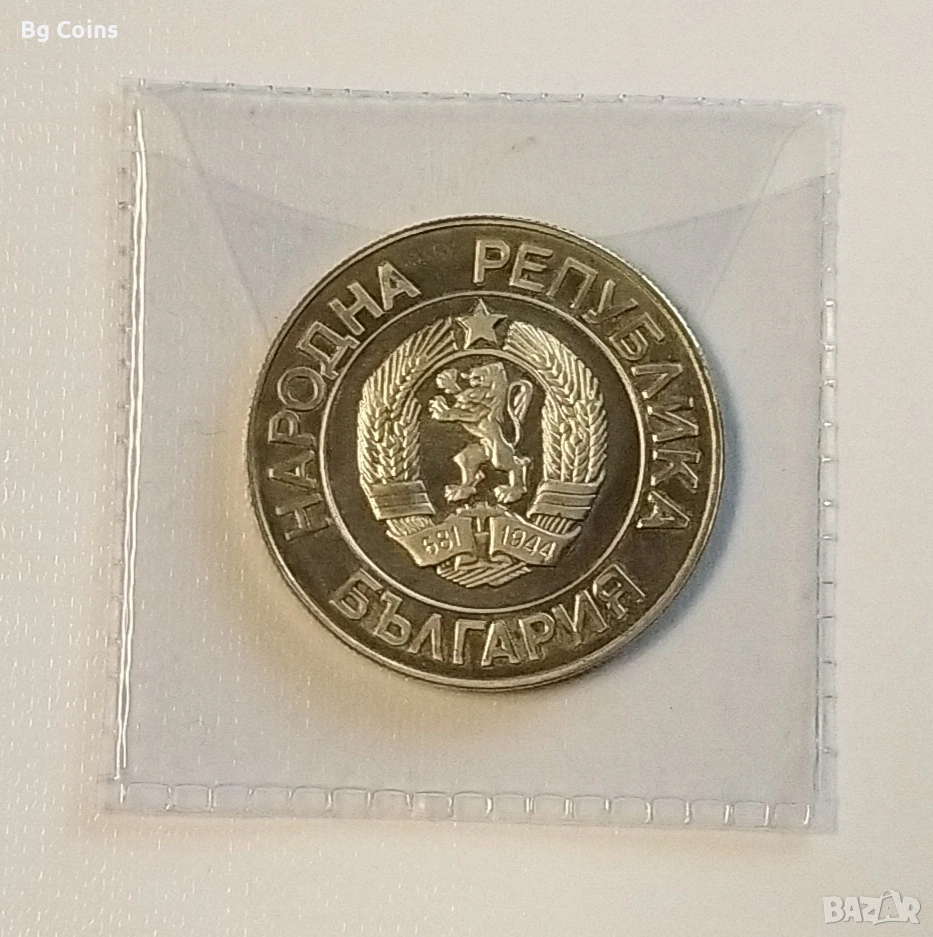 Bg Coins
НАРОДНА РЕПУБЛИКА
БЪЛГАРИЯ
681 1944
BAZAR